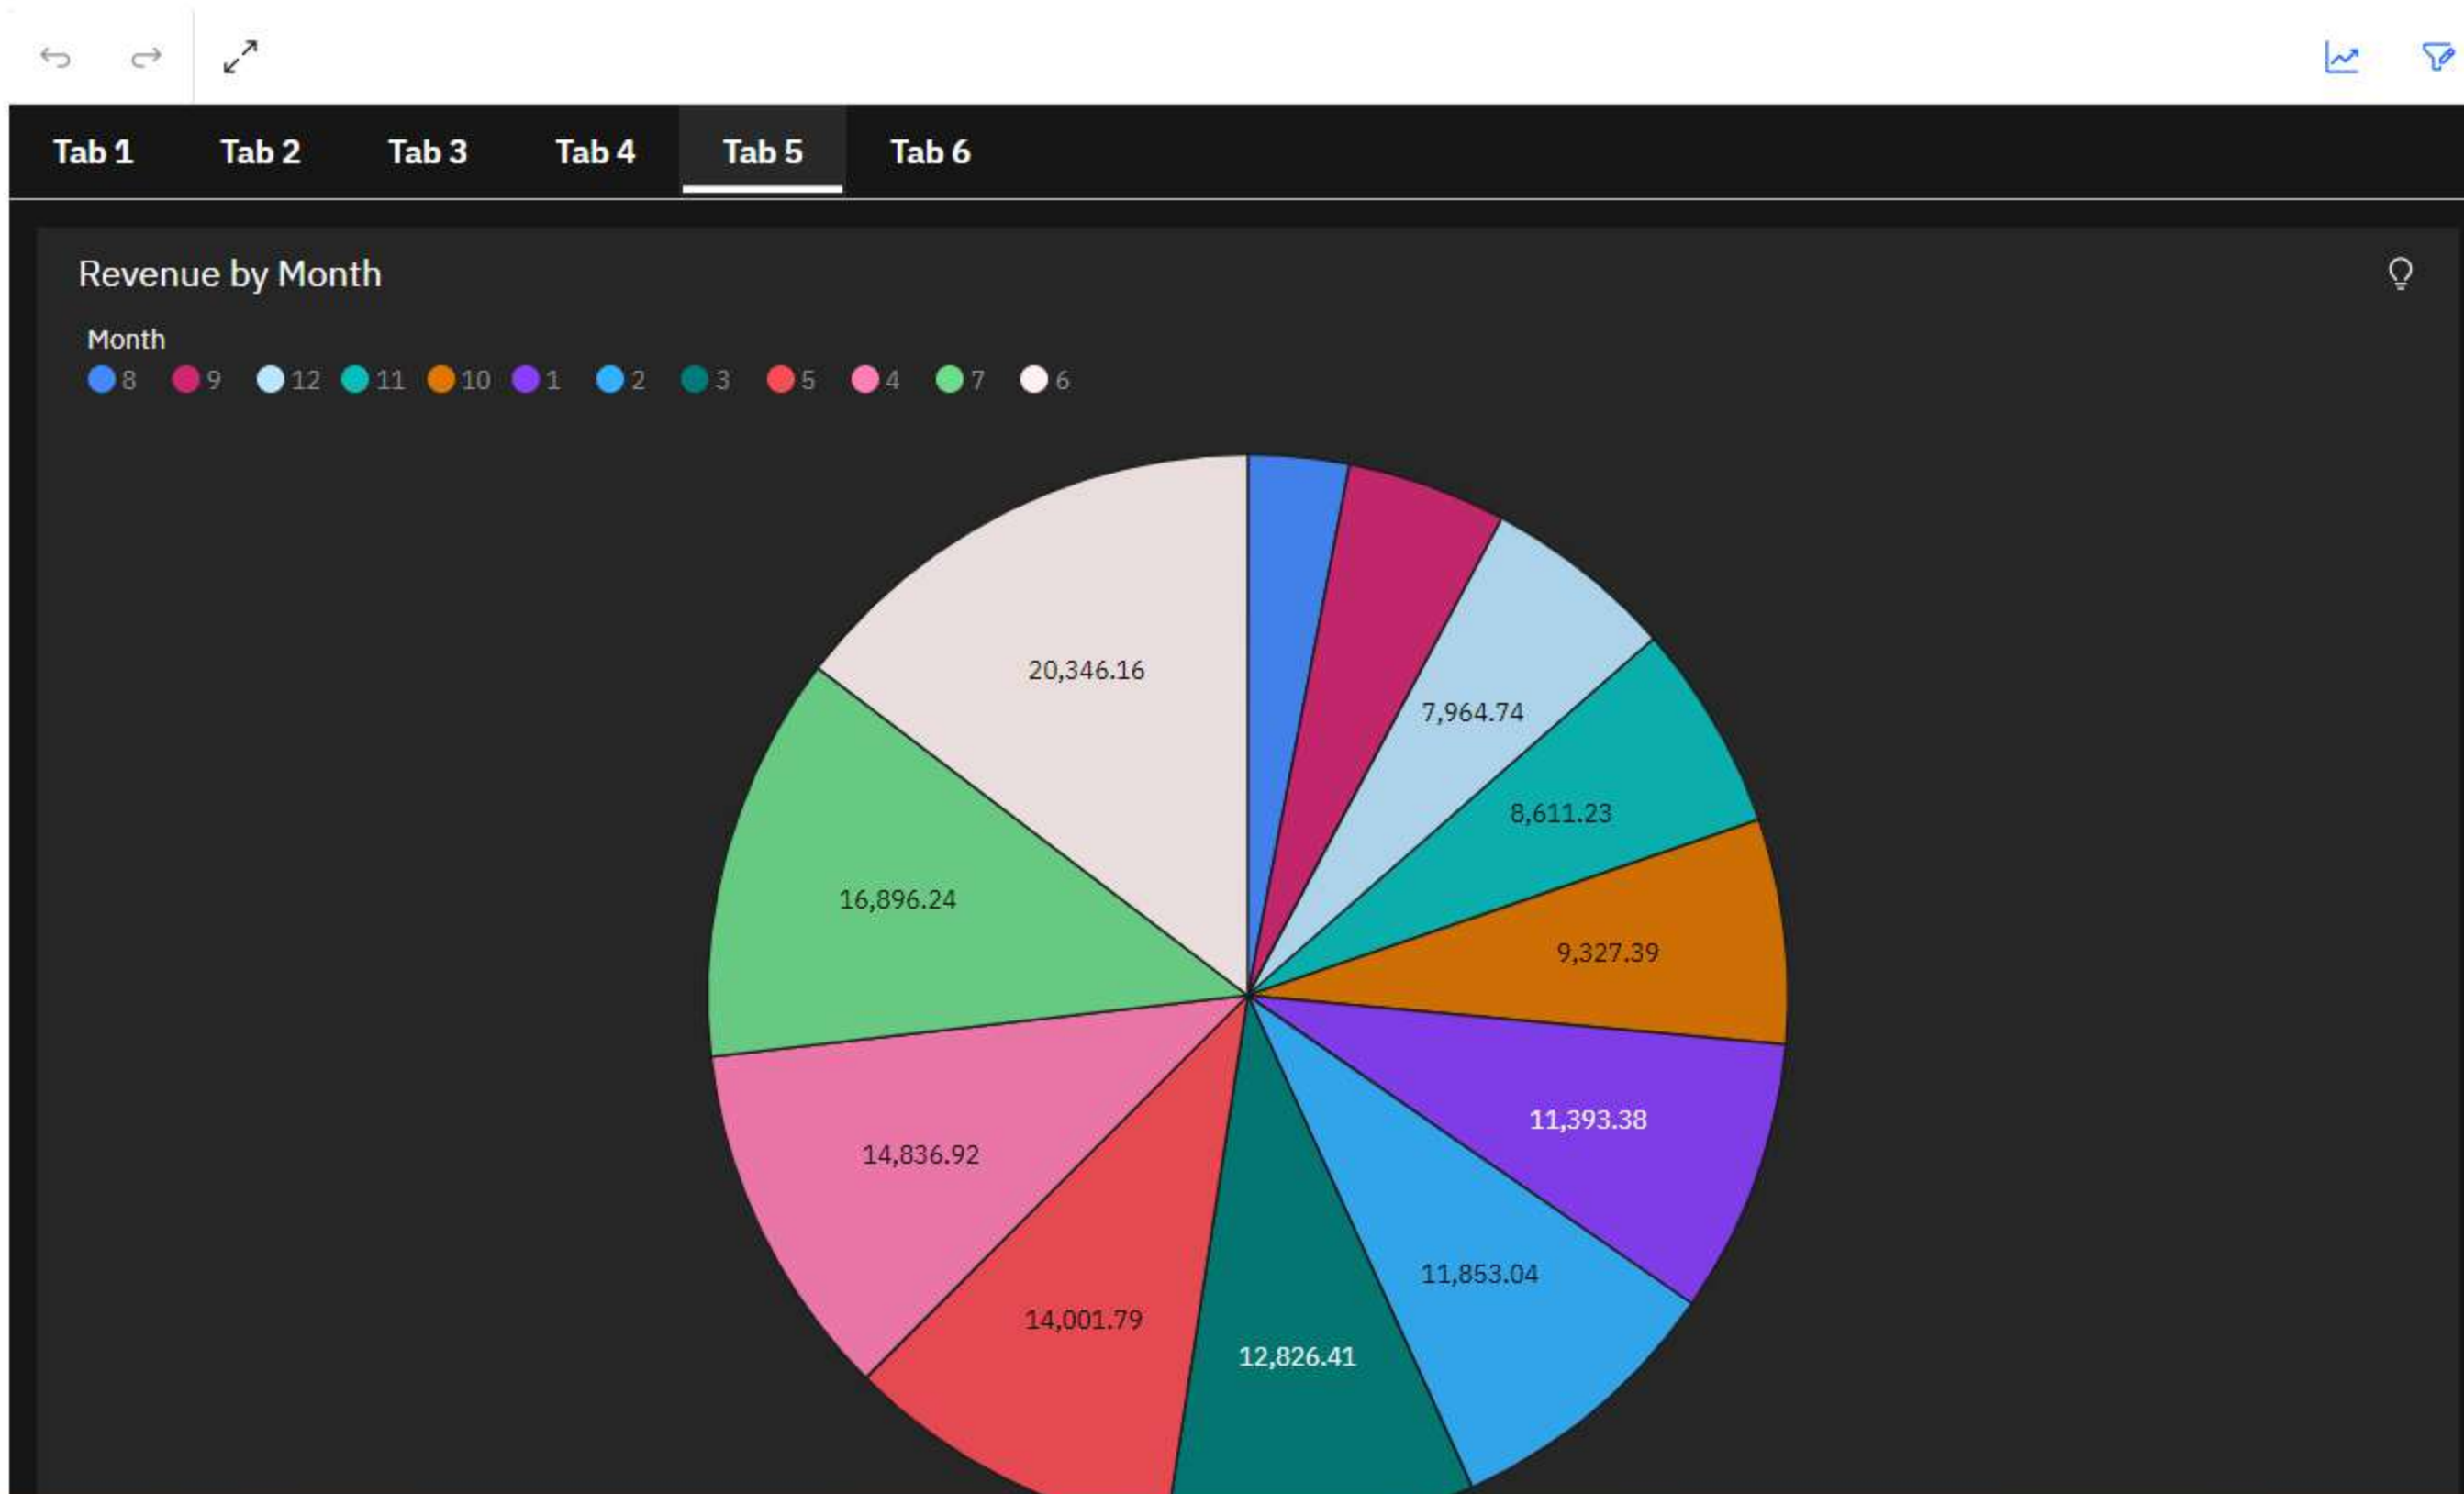 Tab 1 Tab 2 Tab 3 Tab 4 Tab 5 Tab 6
Revenue by Month
Month
8 9 12 11 10 1 2 3 5 4 7 6
20,346.16
7,964.74
8,611.23
16,896.24
9,327.39
11,393.38
14,836.92
11,853.04
14,001.79
12,826.41